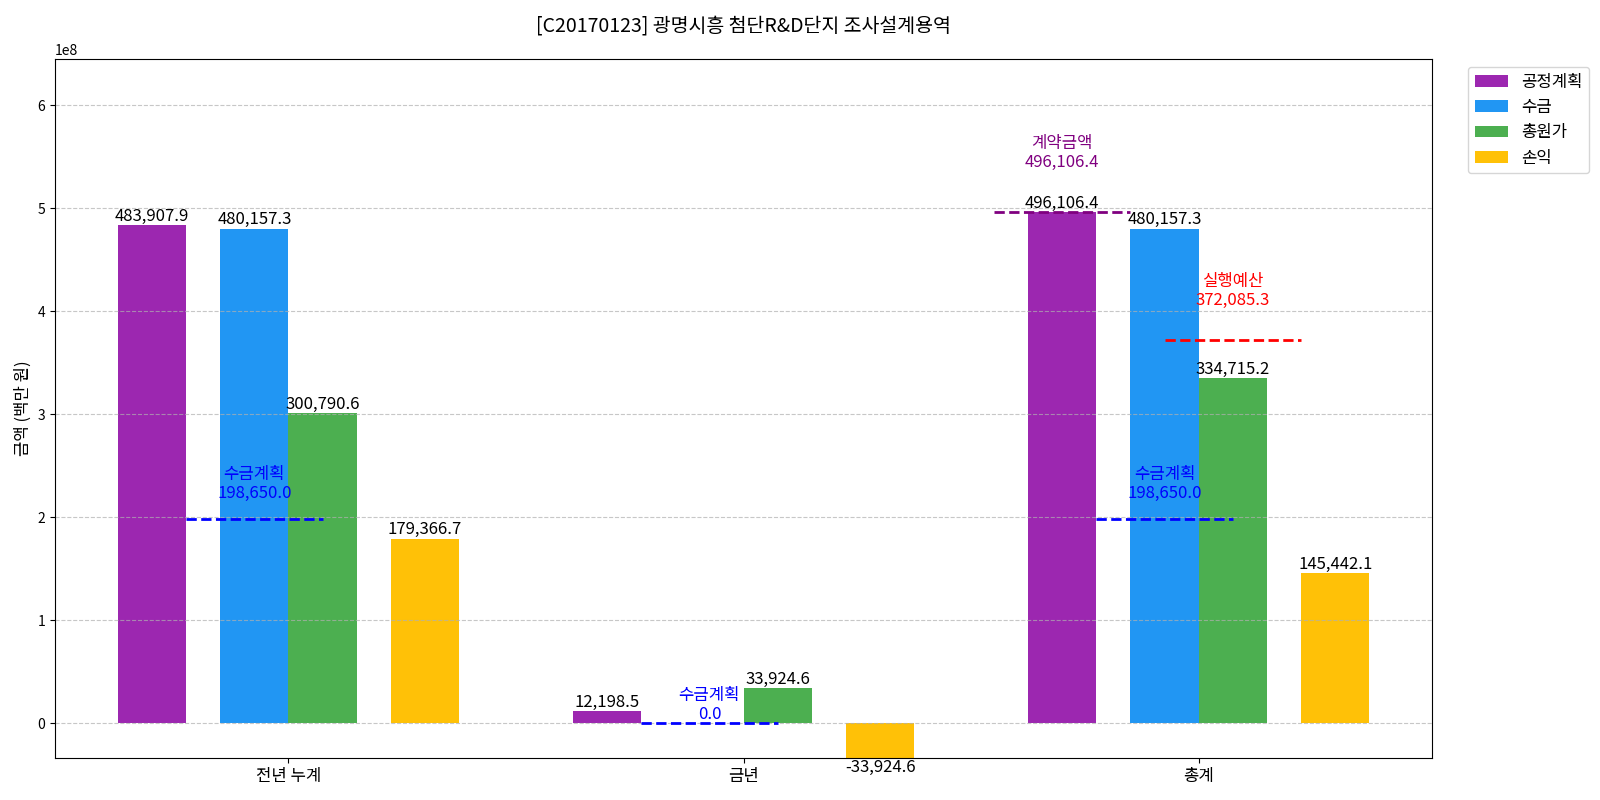 [C20170123] 광명시흥 첨단R&D단지 조사설계용역
1e8
금액 (백만 원)
6
5
4
3
2
1
0
공정계획
수금
총원가
손익
483,907.9
480,157.3
300,790.6
수금계획
198,650.0
179,366.7
12,198.5
수금계획
0.0
33,924.6
-33,924.6
계약금액
496,106.4
496,106.4
480,157.3
실행예산
372,085.3
334,715.2
수금계획
198,650.0
145,442.1
전년 누계
금년
총계